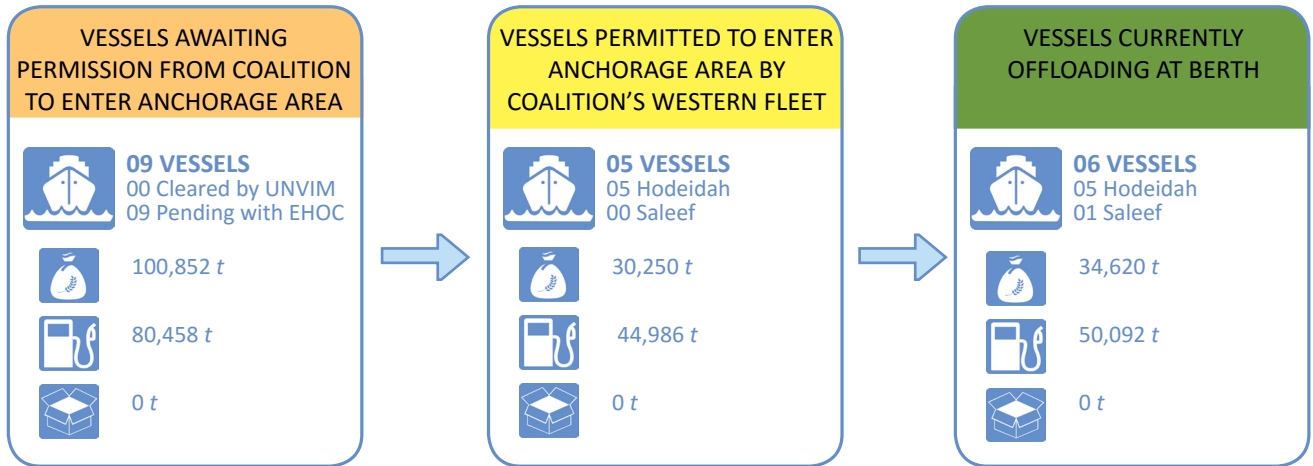 VESSELS AWAITING
PERMISSION FROM COALITION
TO ENTER ANCHORAGE AREA
09 VESSELS
00 Cleared by UNVIM
09 Pending with EHOC
100,852 t
80,458 t
0 t
VESSELS PERMITTED TO ENTER
ANCHORAGE AREA BY
COALITION’S WESTERN FLEET
05 VESSELS
05 Hodeidah
00 Saleef
30,250 t
44,986 t
0 t
VESSELS CURRENTLY
OFFLOADING AT BERTH
06 VESSELS
05 Hodeidah
01 Saleef
34,620 t
50,092 t
0 t